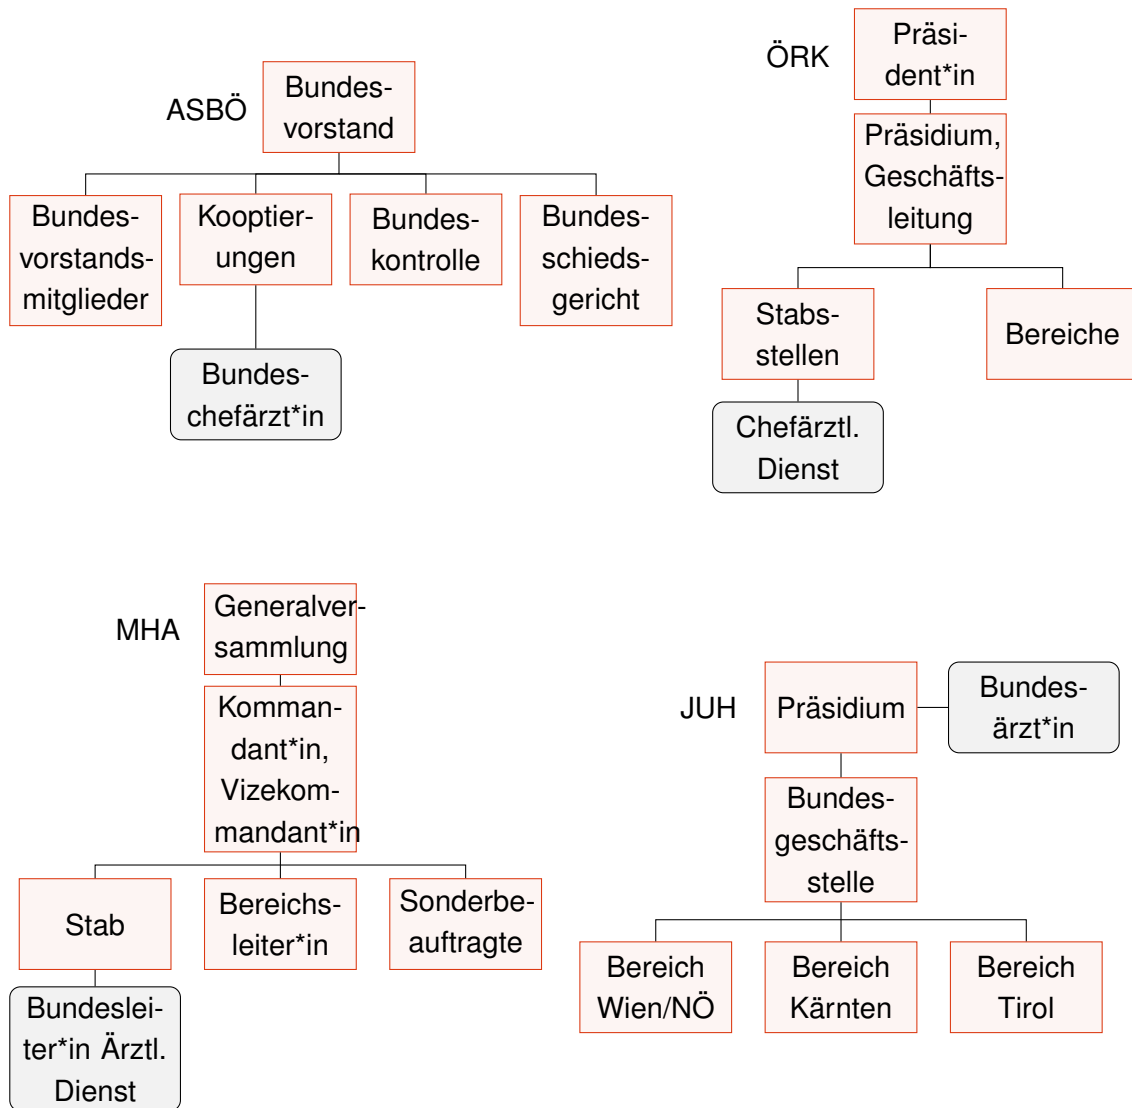 ASBÖ
Bundes-
vorstand
Bundes-
vorstands-
mitglieder
Kooptier-
ungen
Bundes-
kontrolle
Bundes-
schieds-
gericht
Bundes-
chefärzt*in
ÖRK
Präsi-
dent*in
Präsidium,
Geschäfts-
leitung
Stabs-
stellen
Bereiche
Chefärztl.
Dienst
MHA
Generalver-
sammlung
Komman-
dant*in,
Vizekom-
mandant*in
Stab
Bereichs-
leiter*in
Sonderbe-
auftragte
Bundeslei-
ter*in Ärztl.
Dienst
JUH
Präsidium
Bundes-
ärzt*in
Bundes-
geschäfts-
stelle
Bereich
Wien/NÖ
Bereich
Kärnten
Bereich
Tirol